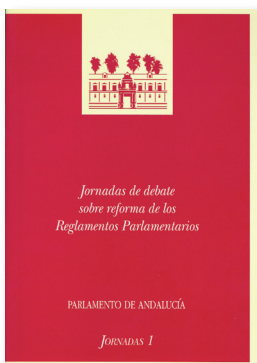 Jornadas de debate
sobre reforma de los
Reglamentos Parlamentarios
PARLAMENTO DE ANDALUCÍA
JORNADAS 1